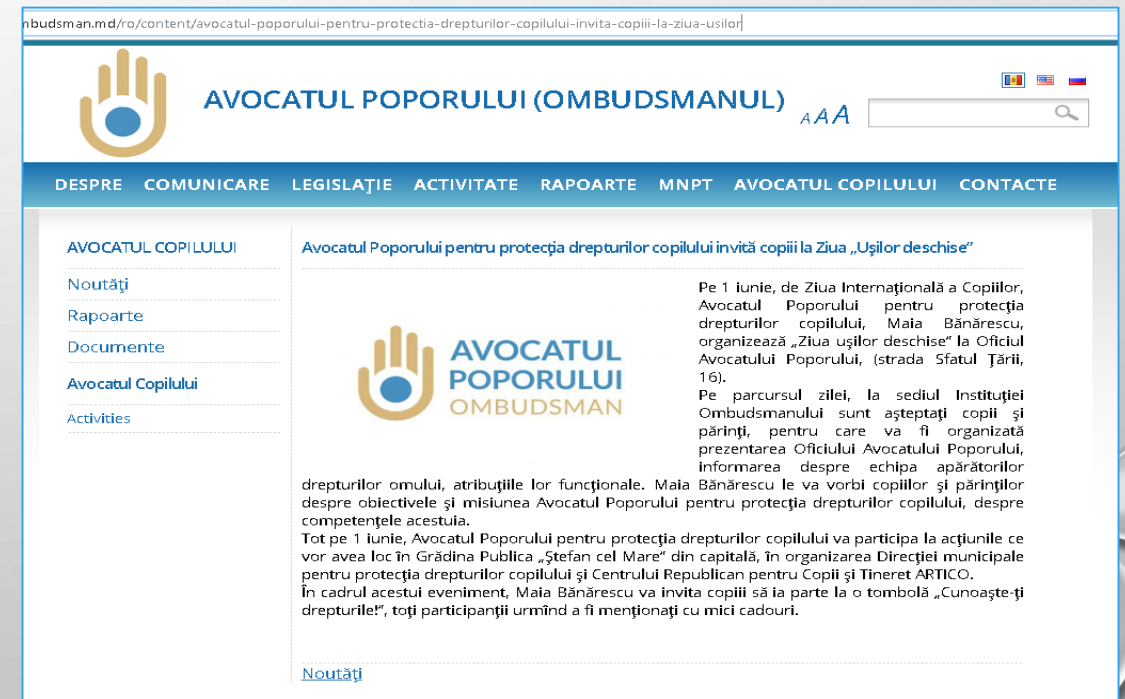 mbudsman.md/ro/content/avocatul-poporului-pentru-protectia-drepturilor-copilului-invita-copiii-la-ziua-usilor
AVOCATUL POPORULUI (OMBUDSMANUL)
A A A
DESPRE COMUNICARE LEGISLAŢIE ACTIVITATE RAPOARTE MNPT AVOCATUL COPILULUI CONTACTE
AVOCATUL COPILULUI
Noutăţi
Rapoarte
Documente
Avocatul Copilului
Activities
Avocatul Poporului pentru protecţia drepturilor copilului invită copiii la Ziua „Uşilor deschise”
AVOCATUL
POPORULUI
OMBUDSMAN
Pe 1 iunie, de Ziua Internaţională a Copiilor,
Avocatul Poporului pentru protecţia
drepturilor copilului, Maia Bănărescu,
organizează „Ziua uşilor deschise” la Oficiul
Avocatului Poporului, (strada Sfatul Ţării,
16).
Pe parcursul zilei, la sediul Instituţiei
Ombudsmanului sunt aşteptaţi copii şi
părinţi, pentru care va fi organizată
prezentarea Oficiului Avocatului Poporului,
informarea despre echipa apărătorilor
drepturilor omului, atribuţiile lor funcţionale. Maia Bănărescu le va vorbi copiilor şi părinţilor
despre obiectivele şi misiunea Avocatul Poporului pentru protecţia drepturilor copilului, despre
competenţele acestuia.
Tot pe 1 iunie, Avocatul Poporului pentru protecţia drepturilor copilului va participa la acţiunile ce
vor avea loc în Grădina Publica „Ştefan cel Mare” din capitală, în organizarea Direcţiei municipale
pentru protecţia drepturilor copilului şi Centrului Republican pentru Copii şi Tineret ARTICO.
În cadrul acestui eveniment, Maia Bănărescu va invita copiii să ia parte la o tombolă „Cunoaşte-ţi
drepturile!”, toţi participanţii urmînd a fi menţionaţi cu mici cadouri.
Noutăţi